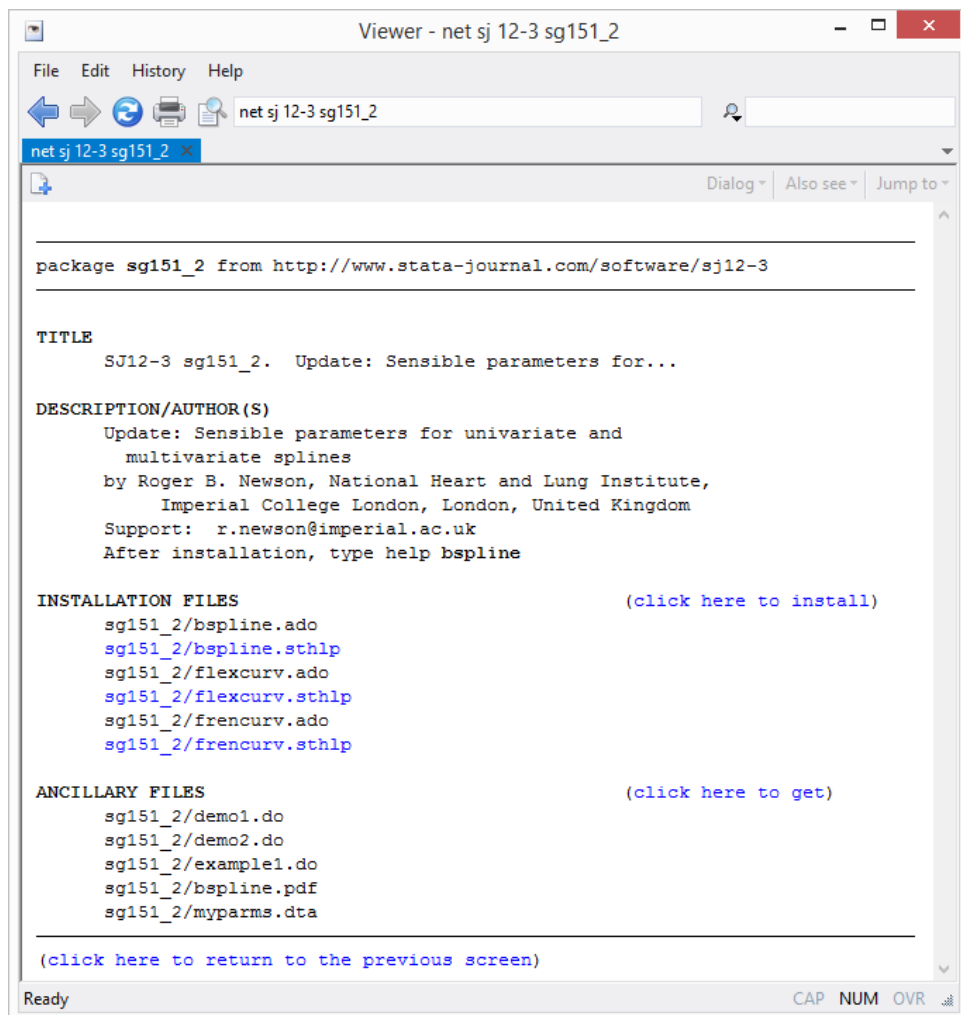 Viewer - net sj 12-3 sg151_2
File Edit History Help
net sj 12-3 sg151_2
net sj 12-3 sg151_2
Dialog Also see Jump to
package sg151_2 from http://www.stata-journal.com/software/sj12-3
TITLE
SJ12-3 sg151_2. Update: Sensible parameters for...
DESCRIPTION/AUTHOR(S)
Update: Sensible parameters for univariate and
multivariate splines
by Roger B. Newson, National Heart and Lung Institute,
Imperial College London, London, United Kingdom
Support: r.newson@imperial.ac.uk
After installation, type help bspline
INSTALLATION FILES (click here to install)
sg151_2/bspline.ado
sg151_2/bspline.sthlp
sg151_2/flexcurv.ado
sg151_2/flexcurv.sthlp
sg151_2/frencurv.ado
sg151_2/frencurv.sthlp
ANCILLARY FILES (click here to get)
sg151_2/demo1.do
sg151_2/demo2.do
sg151_2/example1.do
sg151_2/bspline.pdf
sg151_2/myparms.dta
(click here to return to the previous screen)
Ready CAP NUM OVR